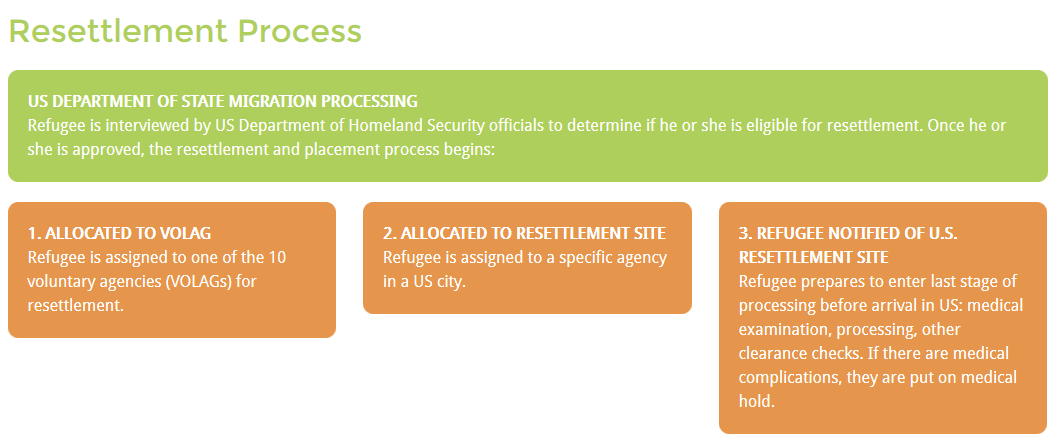 Resettlement Process
US DEPARTMENT OF STATE MIGRATION PROCESSING
Refugee is interviewed by US Department of Homeland Security officials to determine if he or she is eligible for resettlement. Once he or
she is approved, the resettlement and placement process begins:
1. ALLOCATED TO VOLAG
Refugee is assigned to one of the 10
voluntary agencies (VOLAGs) for
resettlement.
2. ALLOCATED TO RESETTLEMENT SITE
Refugee is assigned to a specific agency
in a US city.
3. REFUGEE NOTIFIED OF U.S.
RESETTLEMENT SITE
Refugee prepares to enter last stage of
processing before arrival in US: medical
examination, processing, other
clearance checks. If there are medical
complications, they are put on medical
hold.